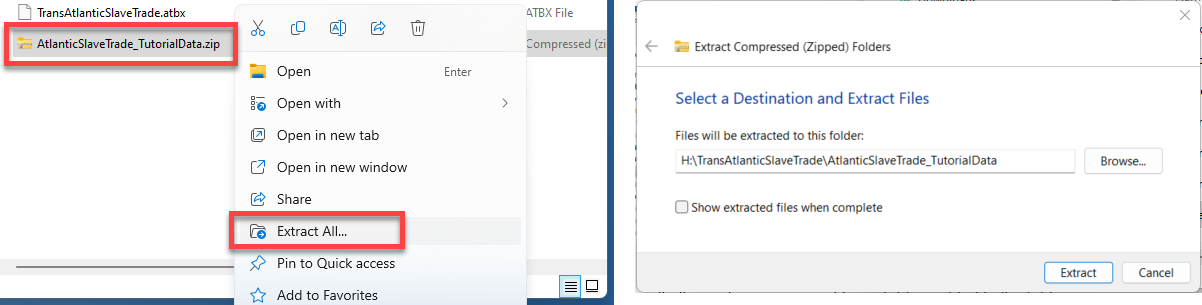 TransAtlanticSlaveTrade.atbx
ATBX File
AtlanticSlaveTrade_TutorialData.zip
Compressed (zi
Open Enter
Open with
Open in new tab
Open in new window
Share
Extract All...
Pin to Quick access
Add to Favorites
Extract Compressed (Zipped) Folders
Select a Destination and Extract Files
Files will be extracted to this folder:
H:\TransAtlanticSlaveTrade\AtlanticSlaveTrade_TutorialData
Browse...
Show extracted files when complete
Extract Cancel